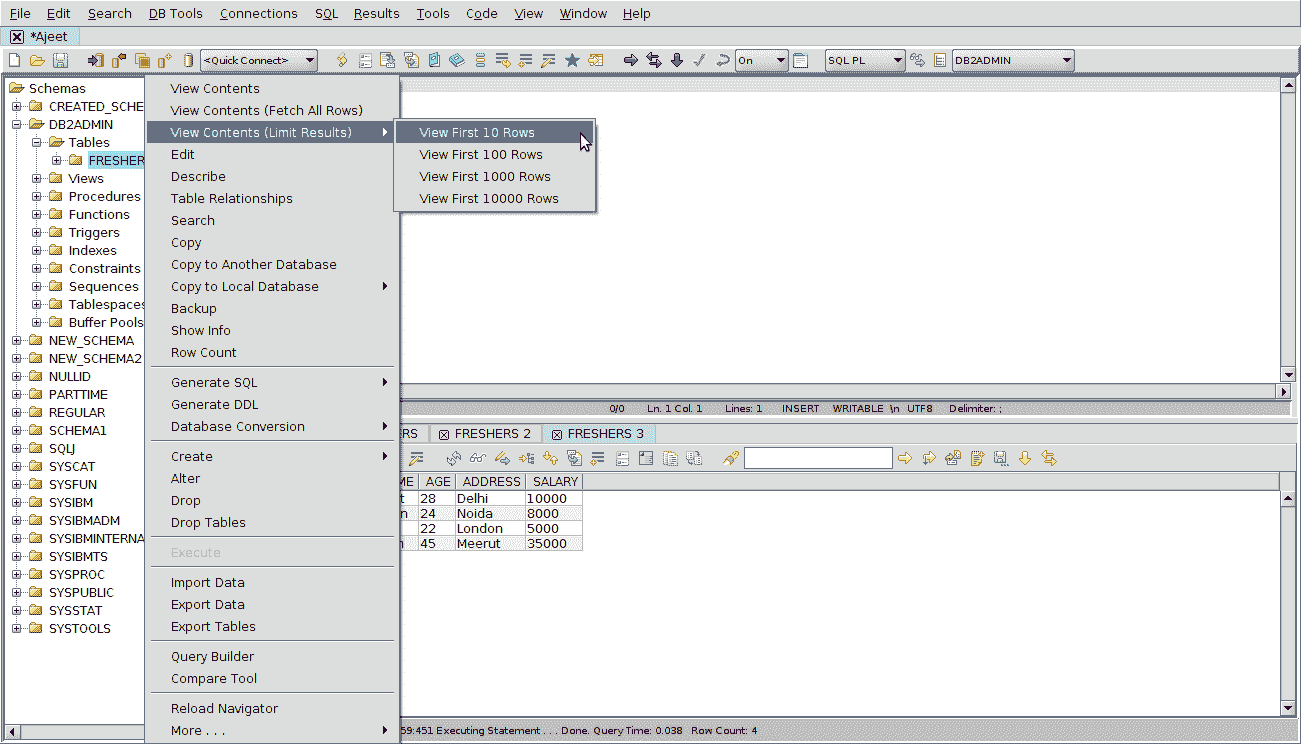 File Edit Search DB Tools Connections SQL Results Tools Code View Window Help
*Ajeet
<Quick Connect> On SQL PL DB2ADMIN
Schemas
CREATED_SCHE
DB2ADMIN
Tables
FRESHER
Views
Procedures
Functions
Triggers
Indexes
Constraints
Sequences
Tablespaces
Buffer Pools
NEW_SCHEMA
NEW_SCHEMA2
NULLID
PARTTIME
REGULAR
SCHEMA1
SQLJ
SYSCAT
SYSFUN
SYSIBM
SYSIBMADM
SYSIBMINTERNA
SYSIBMTS
SYSPROC
SYSPUBLIC
SYSSTAT
SYSTOOLS
View Contents
View Contents (Fetch All Rows)
View Contents (Limit Results)
Edit
Describe
Table Relationships
Search
Copy
Copy to Another Database
Copy to Local Database
Backup
Show Info
Row Count
Generate SQL
Generate DDL
Database Conversion
Create
Alter
Drop
Drop Tables
Execute
Import Data
Export Data
Export Tables
Query Builder
Compare Tool
Reload Navigator
More . . .
View First 10 Rows
View First 100 Rows
View First 1000 Rows
View First 10000 Rows
0/0 Ln. 1 Col. 1 Lines: 1 INSERT WRITABLE \n UTF8 Delimiter: ;
RS FRESHERS 2 FRESHERS 3
ME AGE ADDRESS SALARY
t 28 Delhi 10000
n 24 Noida 8000
22 London 5000
45 Meerut 35000
59:451 Executing Statement . . . Done. Query Time: 0.038 Row Count: 4